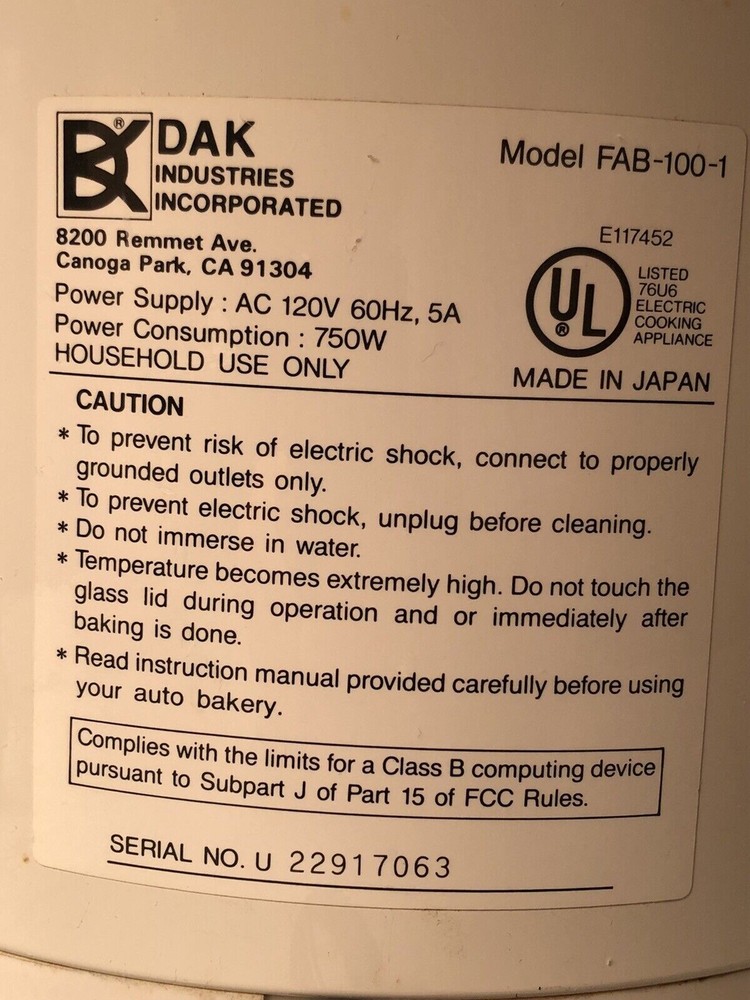 DAK
INDUSTRIES
INCORPORATED
8200 Remmet Ave.
Canoga Park, CA 91304
Power Supply : AC 120V 60Hz, 5A
Power Consumption : 750W
HOUSEHOLD USE ONLY
Model FAB-100-1
E117452
UL
LISTED
76U6
ELECTRIC
COOKING
APPLIANCE
MADE IN JAPAN
CAUTION
* To prevent risk of electric shock, connect to properly
grounded outlets only.
* To prevent electric shock, unplug before cleaning.
* Do not immerse in water.
* Temperature becomes extremely high. Do not touch the
glass lid during operation and or immediately after
baking is done.
* Read instruction manual provided carefully before using
your auto bakery.
Complies with the limits for a Class B computing device
pursuant to Subpart J of Part 15 of FCC Rules.
SERIAL NO. U 22917063